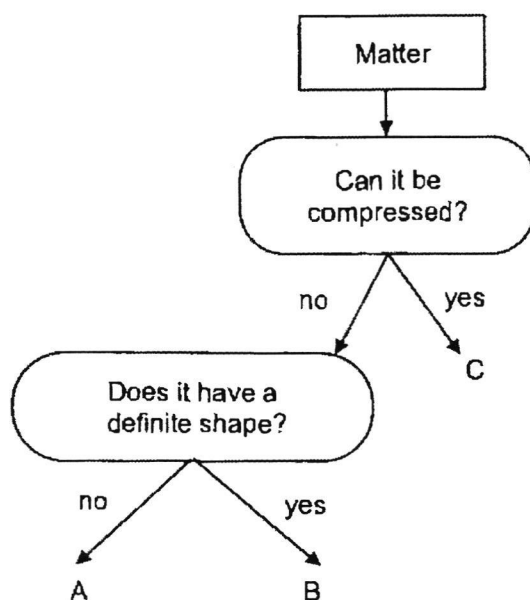 Matter
Can it be
compressed?
no
yes
C
Does it have a
definite shape?
no
yes
A
B